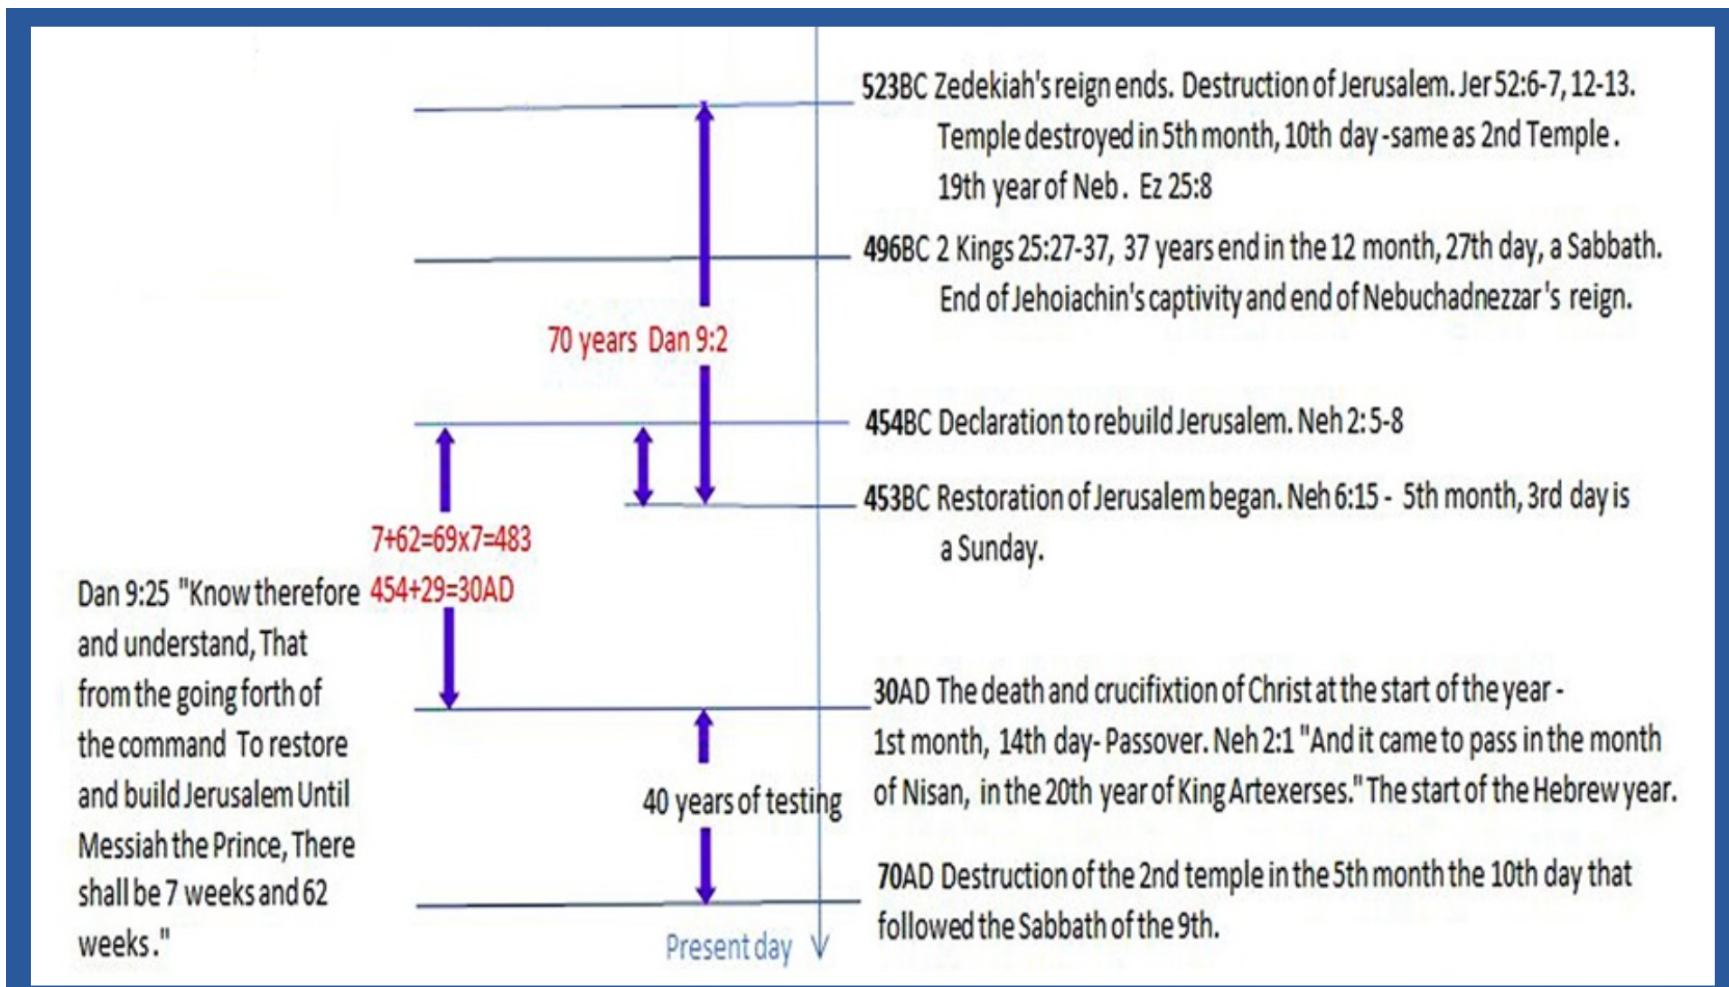 523BC Zedekiah's reign ends. Destruction of Jerusalem. Jer 52:6-7, 12-13.
Temple destroyed in 5th month, 10th day -same as 2nd Temple.
19th year of Neb. Ez 25:8
496BC 2 Kings 25:27-37, 37 years end in the 12 month, 27th day, a Sabbath.
End of Jehoiachin's captivity and end of Nebuchadnezzar's reign.
70 years Dan 9:2
454BC Declaration to rebuild Jerusalem. Neh 2:5-8
453BC Restoration of Jerusalem began. Neh 6:15 - 5th month, 3rd day is
a Sunday.
7+62=69x7=483
454+29=30AD
Dan 9:25 "Know therefore
and understand, That
from the going forth of
the command To restore
and build Jerusalem Until
Messiah the Prince, There
shall be 7 weeks and 62
weeks."
30AD The death and crucifixtion of Christ at the start of the year -
1st month, 14th day- Passover. Neh 2:1 "And it came to pass in the month
of Nisan, in the 20th year of King Artexerses." The start of the Hebrew year.
40 years of testing
70AD Destruction of the 2nd temple in the 5th month the 10th day that
followed the Sabbath of the 9th.
Present day